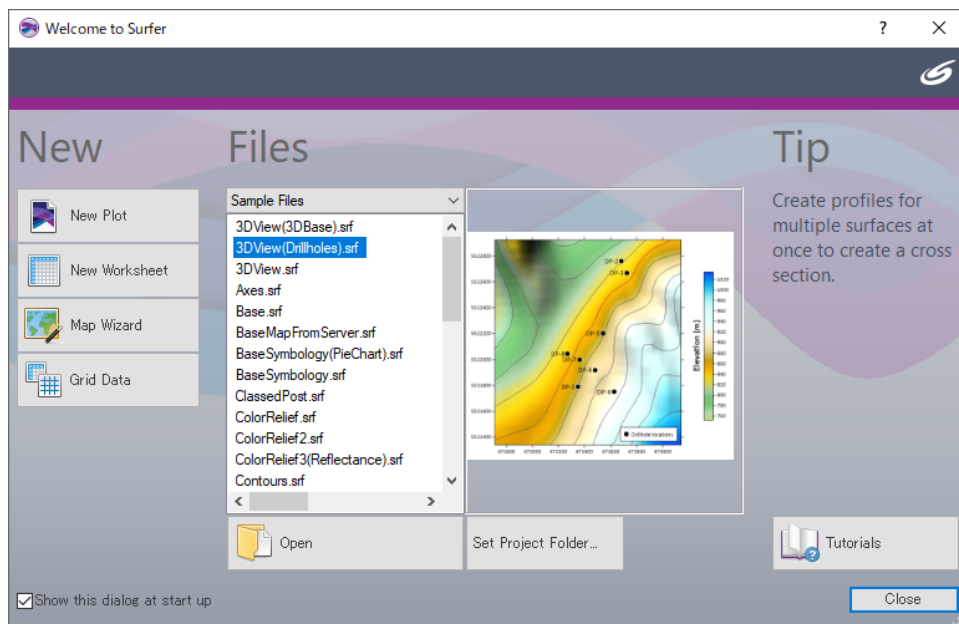 Welcome to Surfer
?
New
Files
Tip
New Plot
New Worksheet
Map Wizard
Grid Data
Sample Files
3DView(3DBase).srf
3DView(Drillholes).srf
3DView.srf
Axes.srf
Base.srf
BaseMapFromServer.srf
BaseSymbology(PieChart).srf
BaseSymbology.srf
ClassedPost.srf
ColorRelief.srf
ColorRelief2.srf
ColorRelief3(Reflectance).srf
Contours.srf
Elevation (m)
Drillhole locations
Create profiles for
multiple surfaces at
once to create a cross
section.
Open
Set Project Folder...
Tutorials
Show this dialog at start up
Close